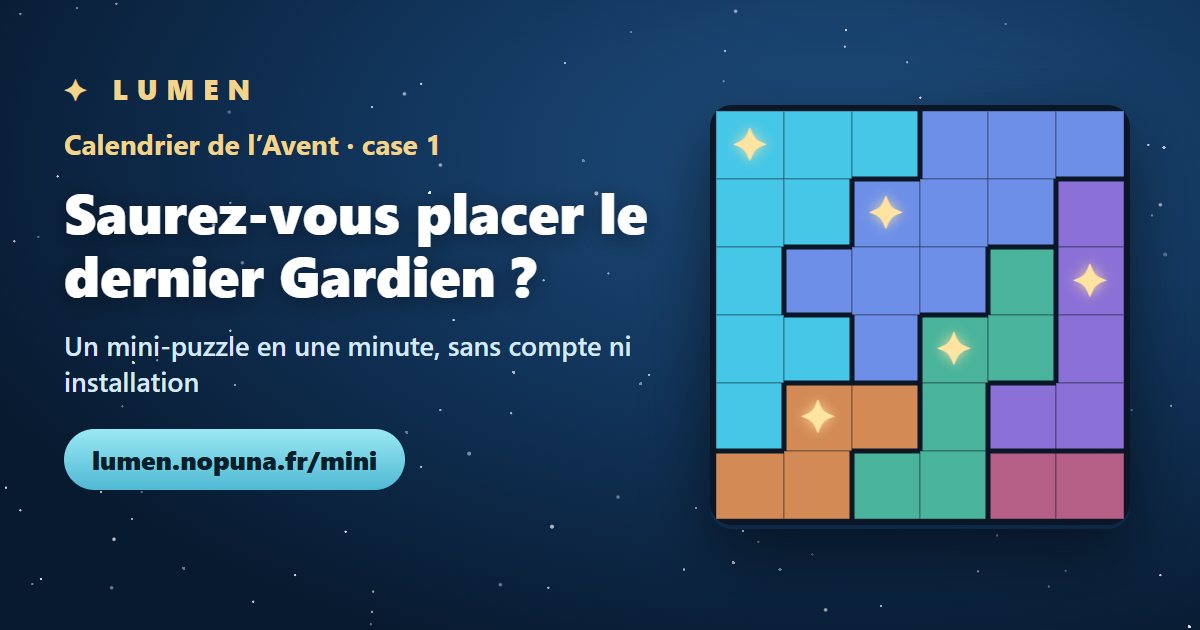 LUMEN
Calendrier de l’Avent · case 1
Saurez-vous placer le
dernier Gardien ?
Un mini-puzzle en une minute, sans compte ni
installation
lumen.nopuna.fr/mini